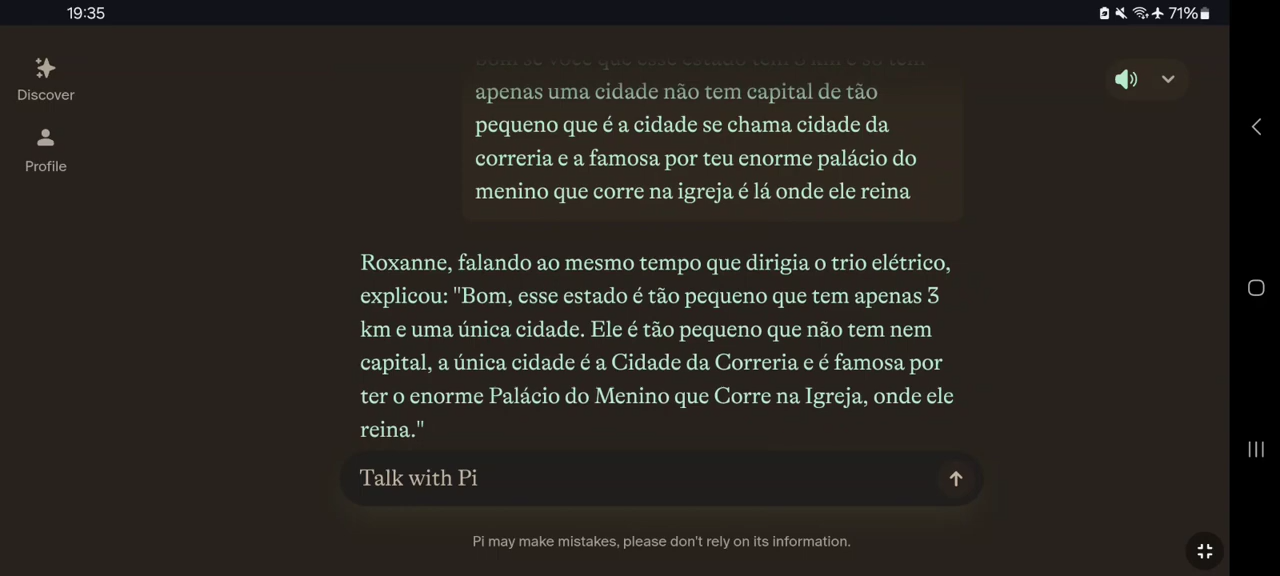 19:35
71%
Discover
Profile
apenas uma cidade não tem capital de tão
pequeno que é a cidade se chama cidade da
correria e a famosa por teu enorme palácio do
menino que corre na igreja é lá onde ele reina
Roxanne, falando ao mesmo tempo que dirigia o trio elétrico,
explicou: "Bom, esse estado é tão pequeno que tem apenas 3
km e uma única cidade. Ele é tão pequeno que não tem nem
capital, a única cidade é a Cidade da Correria e é famosa por
ter o enorme Palácio do Menino que Corre na Igreja, onde ele
reina."
Talk with Pi
Pi may make mistakes, please don't rely on its information.